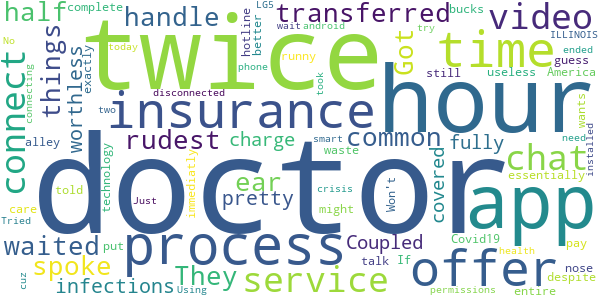 half
complete
handle
LG5
hotline
transferred
android
bucks
wait
better
try
video
No
connecting
things
today
twice
Got
time
ILLINOIS
guess
connect
worthless
exactly
runny
phone
took
still
useless
ended
America
wants
insurance
disconnected
hour
alley
two
rudest
charge
smart
common
fully
need
installed
technology
immediatly
waste
covered
chat
essentially
told
ear
pretty
crisis
Won't
doctor
app
care
Tried
Just
might
waited
put
process
Coupled
Covid19
pay
spoke
They
talk
If
offer
nose
despite
health
cuz
infections
Using
service
permissions
entire